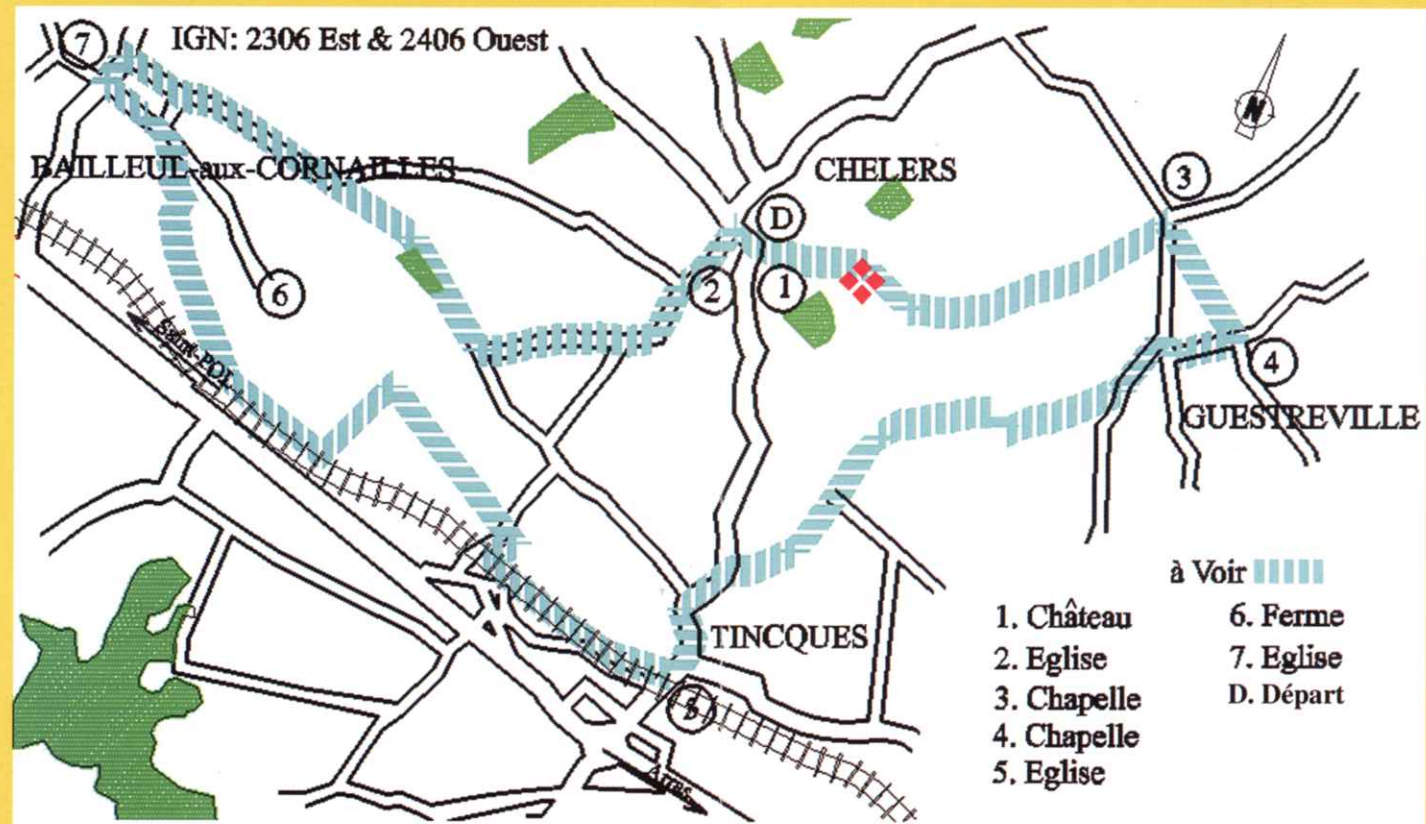 7
IGN: 2306 Est & 2406 Ouest
N
BAILLEUL-aux-CORNAILLES
CHELERS
3
D
2
1
6
4
Saint-POL
GUESTREVILLE
TINCQUES
5
Arras
à Voir
1. Château
2. Eglise
3. Chapelle
4. Chapelle
5. Eglise
6. Ferme
7. Eglise
D. Départ